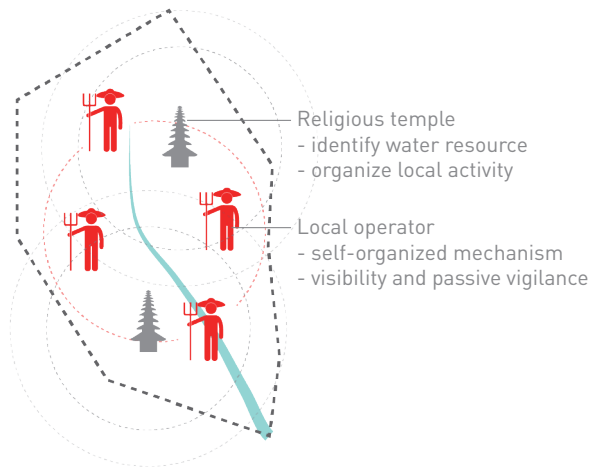 Religious temple
- identify water resource
- organize local activity
Local operator
- self-organized mechanism
- visibility and passive vigilance